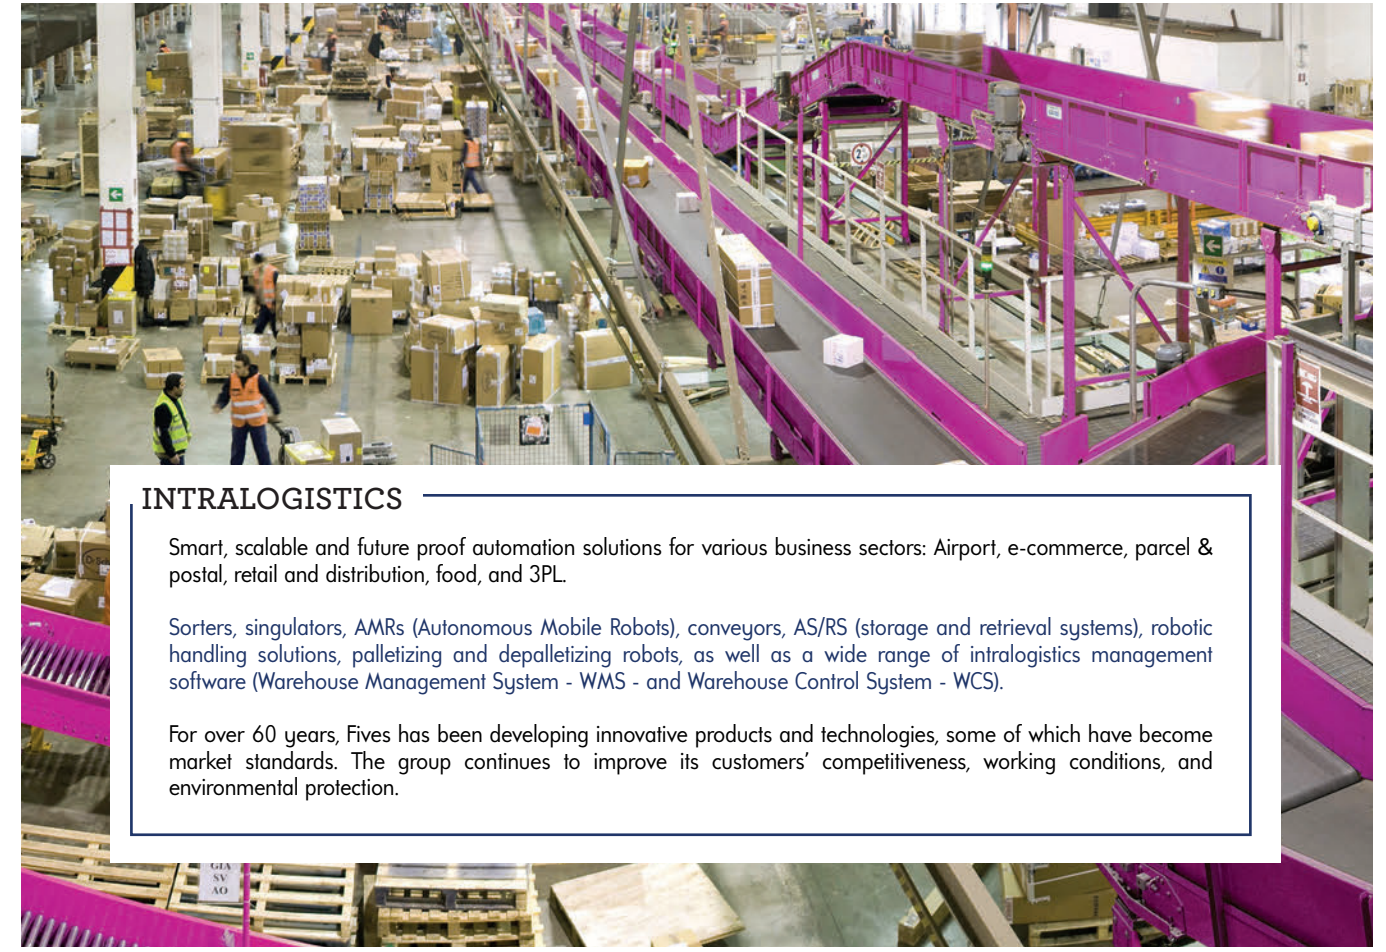 INTRALOGISTICS
Smart, scalable and future proof automation solutions for various business sectors: Airport, e-commerce, parcel &
postal, retail and distribution, food, and 3PL.
Sorters, singulators, AMRs (Autonomous Mobile Robots), conveyors, AS/RS (storage and retrieval systems), robotic
handling solutions, palletizing and depalletizing robots, as well as a wide range of intralogistics management
software (Warehouse Management System - WMS - and Warehouse Control System - WCS).
For over 60 years, Fives has been developing innovative products and technologies, some of which have become
market standards. The group continues to improve its customers’ competitiveness, working conditions, and
environmental protection.
GIA
SV
AO